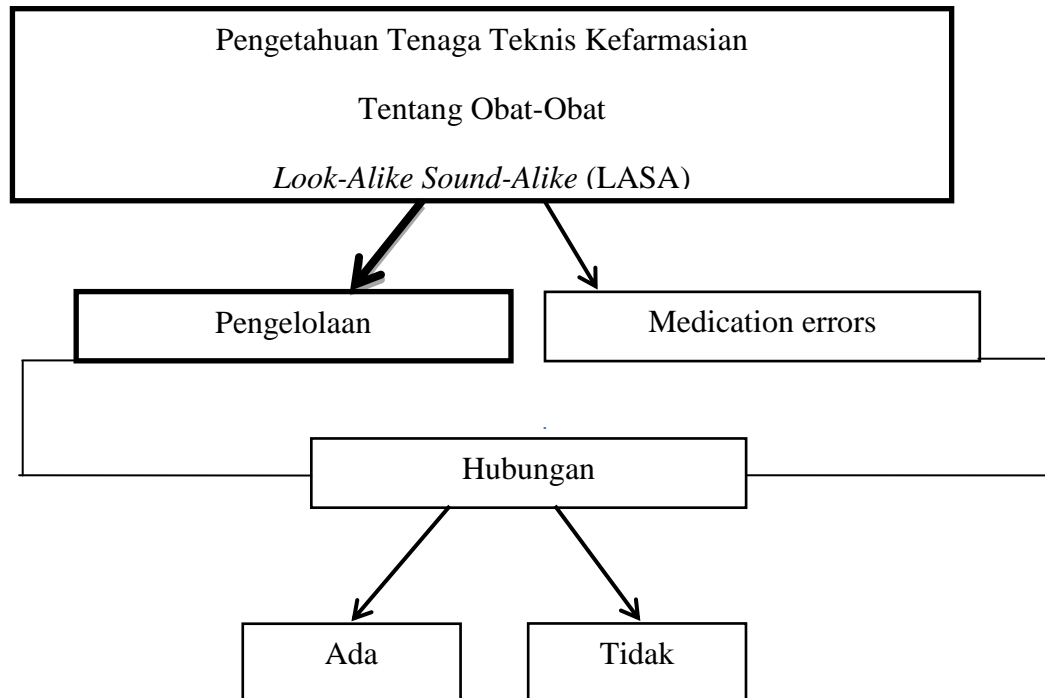 Pengetahuan Tenaga Teknis Kefarmasian
Tentang Obat-Obat
Look-Alike Sound-Alike (LASA)
Pengelolaan
Medication errors
Hubungan
Ada
Tidak